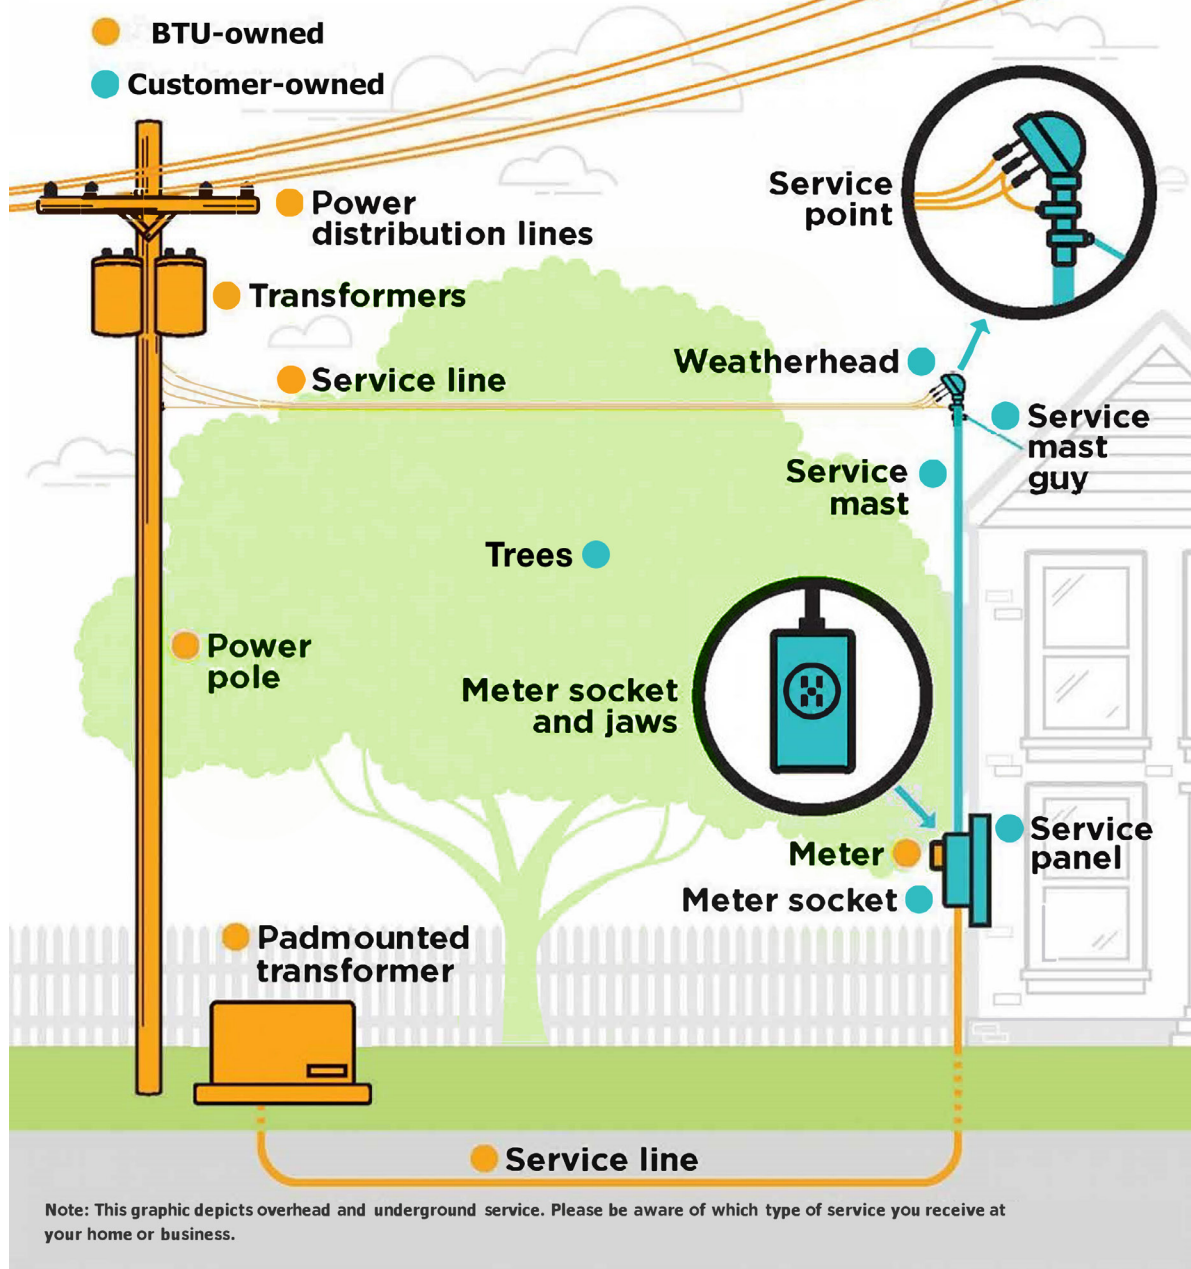 BTU-owned
Customer-owned
Power
distribution lines
Service
point
Transformers
Weatherhead
Service line
Service
mast
guy
Service
mast
Trees
Power
pole
Meter socket
and jaws
Service
panel
Meter
Meter socket
Padmounted
transformer
Service line
Note: This graphic depicts overhead and underground service. Please be aware of which type of service you receive at
your home or business.